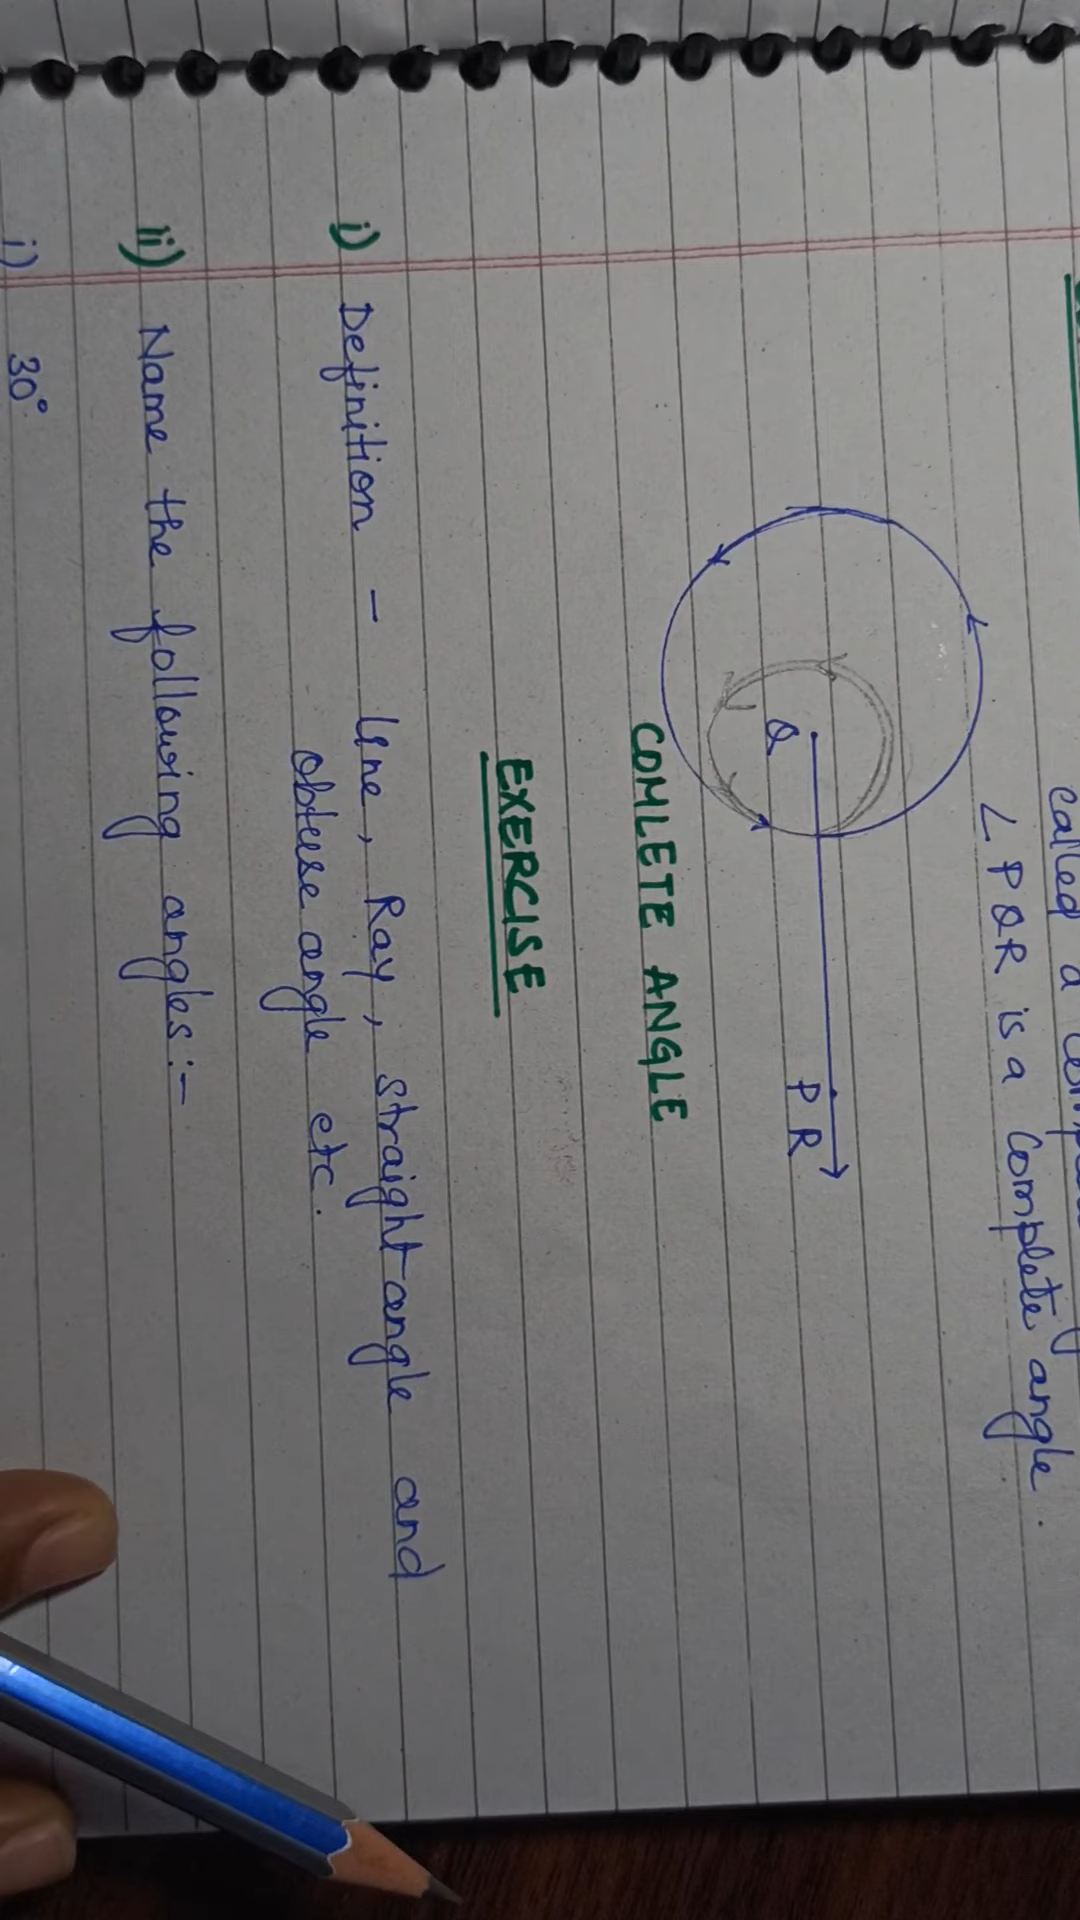 called a
∠PQR is a Complete angle.
Q
P R
COMLETE ANGLE
EXERCISE
i) Definition - Line, Ray, straight angle and
obtuse angle etc.
ii) Name the following angles:-
i) 30°